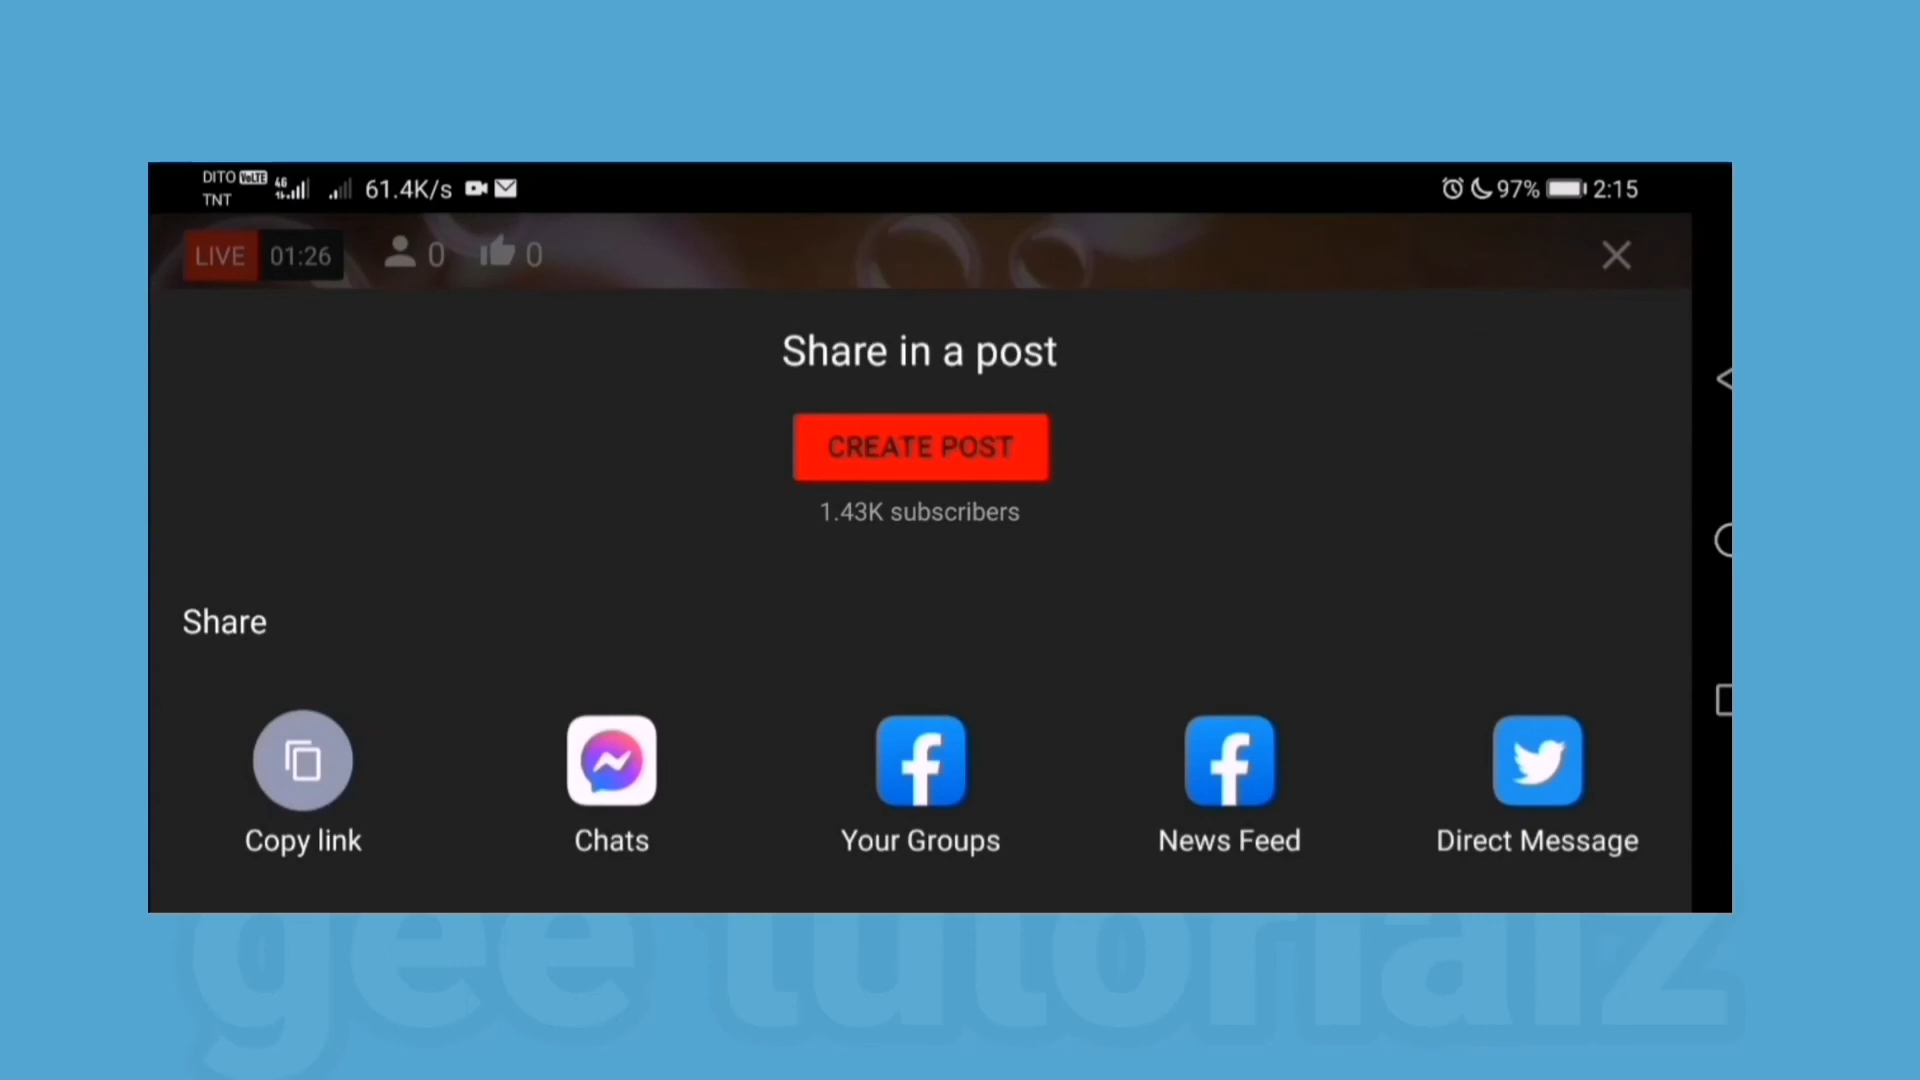 DITO VoLTE 4G 61.4K/s 97% 2:15
TNT
LIVE 01:26 0 0
Share in a post
CREATE POST
1.43K subscribers
Share
Copy link Chats Your Groups News Feed Direct Message
gee tutorialz